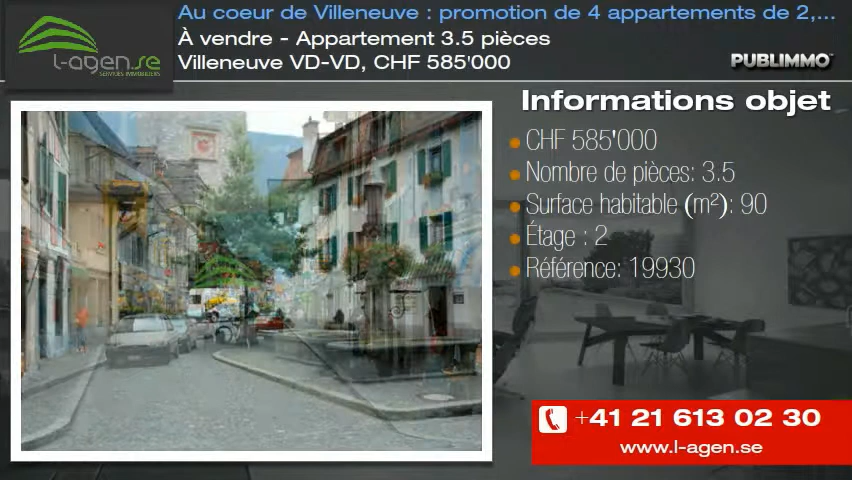 Au coeur de Villeneuve : promotion de 4 appartements de 2,...
À vendre - Appartement 3.5 pièces
Villeneuve VD-VD, CHF 585'000
l-agen.se
SERVICES IMMOBILIERS
PUBLIMMO
Informations objet
CHF 585'000
Nombre de pièces: 3.5
Surface habitable (m²): 90
Étage : 2
Référence: 19930
+41 21 613 02 30
www.l-agen.se